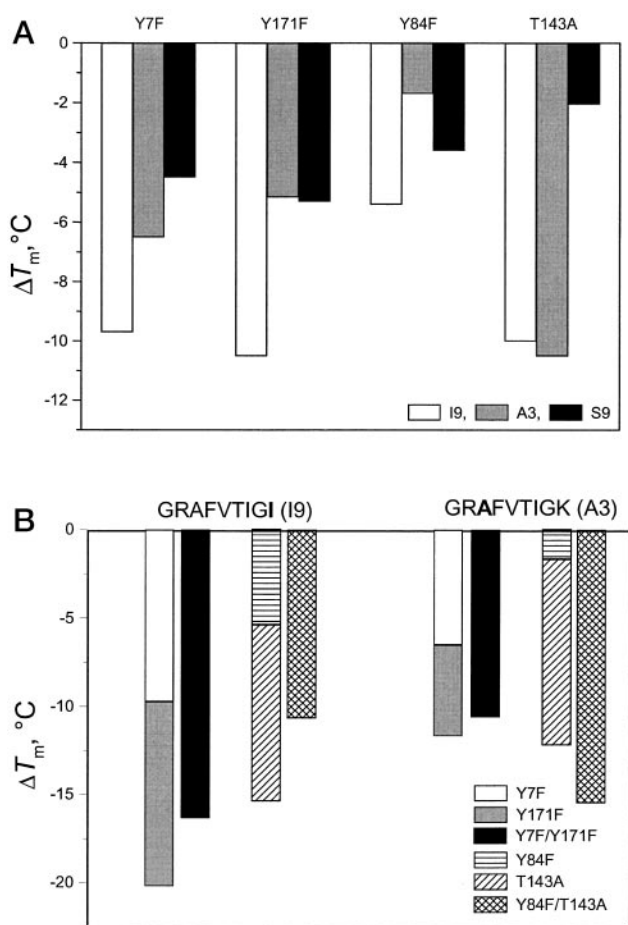 A
Y7F Y171F Y84F T143A
0
-2
-4
-6
-8
-10
-12
ΔTm,°C
I9, A3, S9
B
GRAFVTIGI (I9) GRAFVTIGK (A3)
0
-5
-10
-15
-20
ΔTm, °C
Y7F
Y171F
Y7F/Y171F
Y84F
T143A
Y84F/T143A